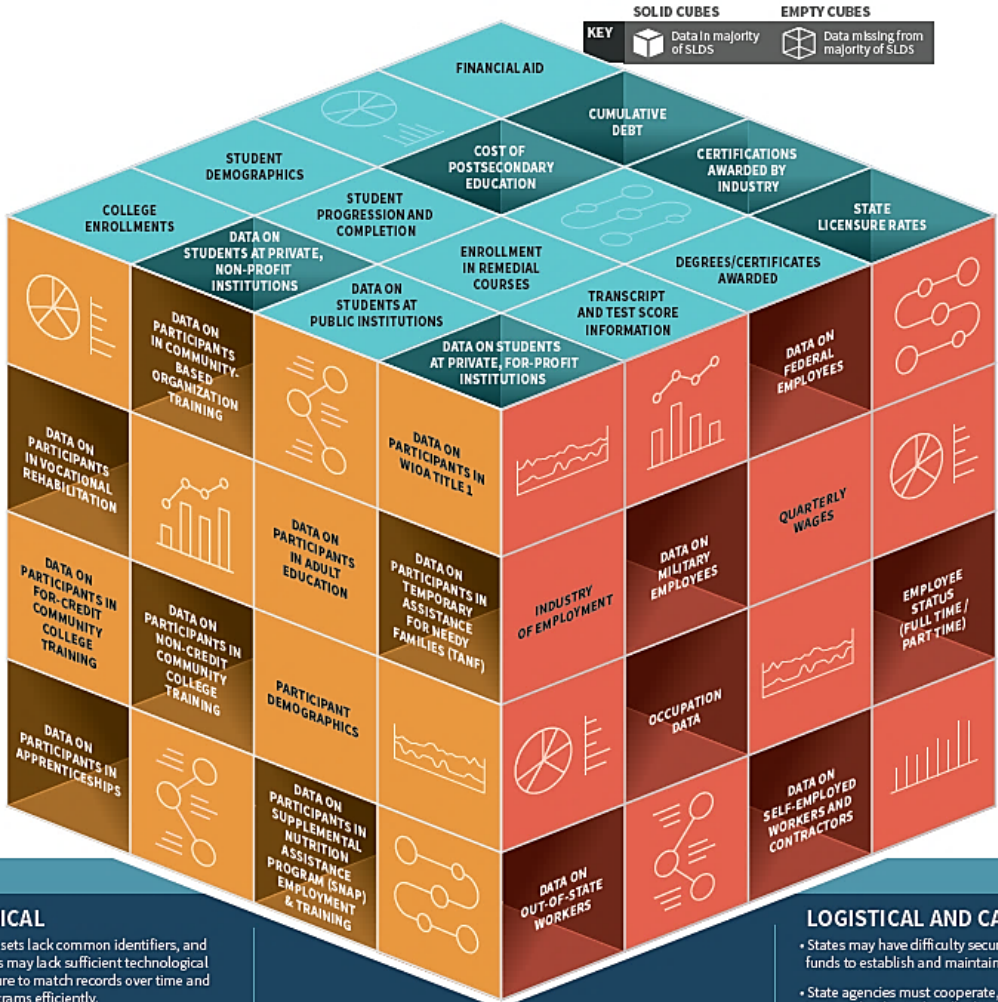 SOLID CUBES
EMPTY CUBES
KEY
Data in majority
of SLDS
Data missing from
majority of SLDS
FINANCIAL AID
CUMULATIVE
DEBT
STUDENT
DEMOGRAPHICS
COST OF
POSTSECONDARY
EDUCATION
CERTIFICATIONS
AWARDED BY
INDUSTRY
COLLEGE
ENROLLMENTS
STUDENT
PROGRESSION AND
COMPLETION
STATE
LICENSURE RATES
DATA ON
STUDENTS AT PRIVATE,
NON-PROFIT
INSTITUTIONS
ENROLLMENT
IN REMEDIAL
COURSES
DEGREES/CERTIFICATES
AWARDED
DATA ON
STUDENTS AT
PUBLIC INSTITUTIONS
TRANSCRIPT
AND TEST SCORE
INFORMATION
DATA ON STUDENTS
AT PRIVATE, FOR-PROFIT
INSTITUTIONS
DATA ON
PARTICIPANTS
IN COMMUNITY-
BASED
ORGANIZATION
TRAINING
DATA ON
PARTICIPANTS IN
WIOA TITLE 1
DATA ON
PARTICIPANTS
IN VOCATIONAL
REHABILITATION
DATA ON
PARTICIPANTS
IN ADULT
EDUCATION
DATA ON
PARTICIPANTS IN
TEMPORARY
ASSISTANCE
FOR NEEDY
FAMILIES (TANF)
DATA ON
PARTICIPANTS IN
FOR-CREDIT
COMMUNITY
COLLEGE
TRAINING
DATA ON
PARTICIPANTS IN
NON-CREDIT
COMMUNITY
COLLEGE
TRAINING
PARTICIPANT
DEMOGRAPHICS
DATA ON
PARTICIPANTS IN
APPRENTICESHIPS
DATA ON
PARTICIPANTS IN
SUPPLEMENTAL
NUTRITION
ASSISTANCE
PROGRAM (SNAP)
EMPLOYMENT
& TRAINING
DATA ON
FEDERAL
EMPLOYEES
QUARTERLY
WAGES
DATA ON
MILITARY
EMPLOYEES
INDUSTRY
OF EMPLOYMENT
EMPLOYEE
STATUS
(FULL TIME /
PART TIME)
OCCUPATION
DATA
DATA ON
SELF-EMPLOYED
WORKERS AND
CONTRACTORS
DATA ON
OUT-OF-STATE
WORKERS
ICAL
sets lack common identifiers, and
s may lack sufficient technological
ure to match records over time and
rams efficiently.
LOGISTICAL AND CA
• States may have difficulty secur
funds to establish and maintain
• State agencies must cooperate,